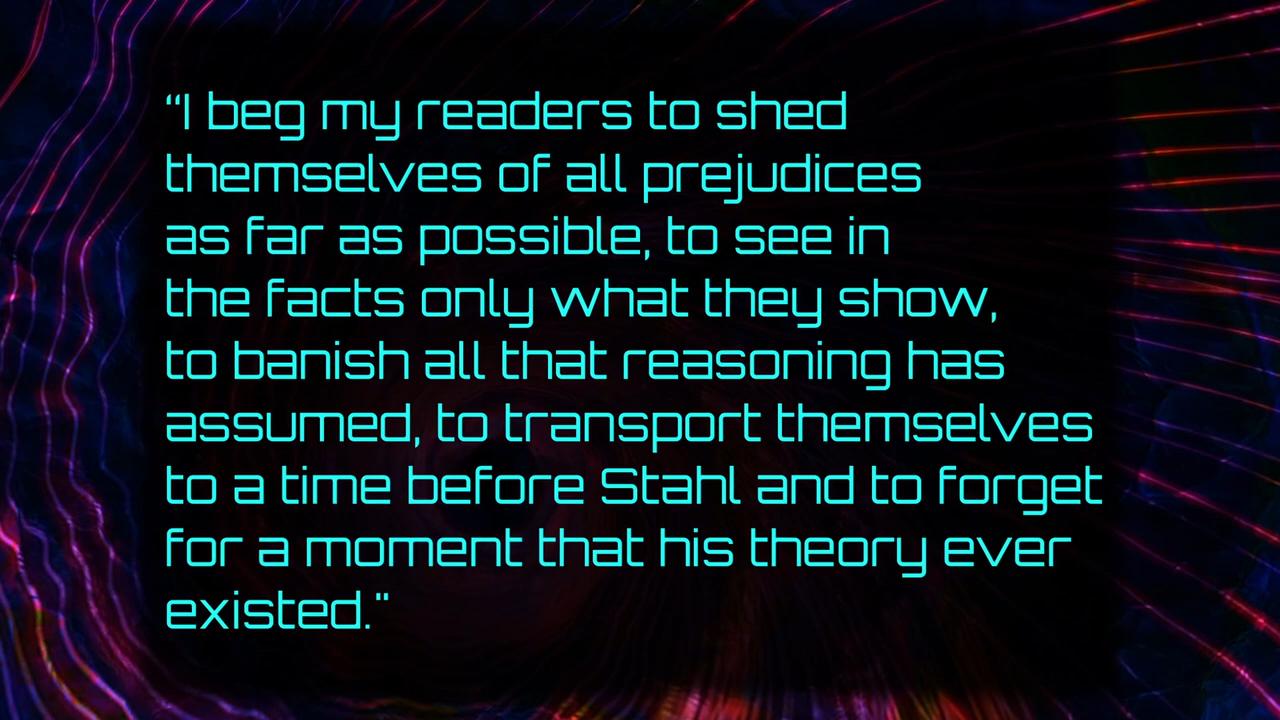 “I beg my readers to shed
themselves of all prejudices
as far as possible, to see in
the facts only what they show,
to banish all that reasoning has
assumed, to transport themselves
to a time before Stahl and to forget
for a moment that his theory ever
existed."